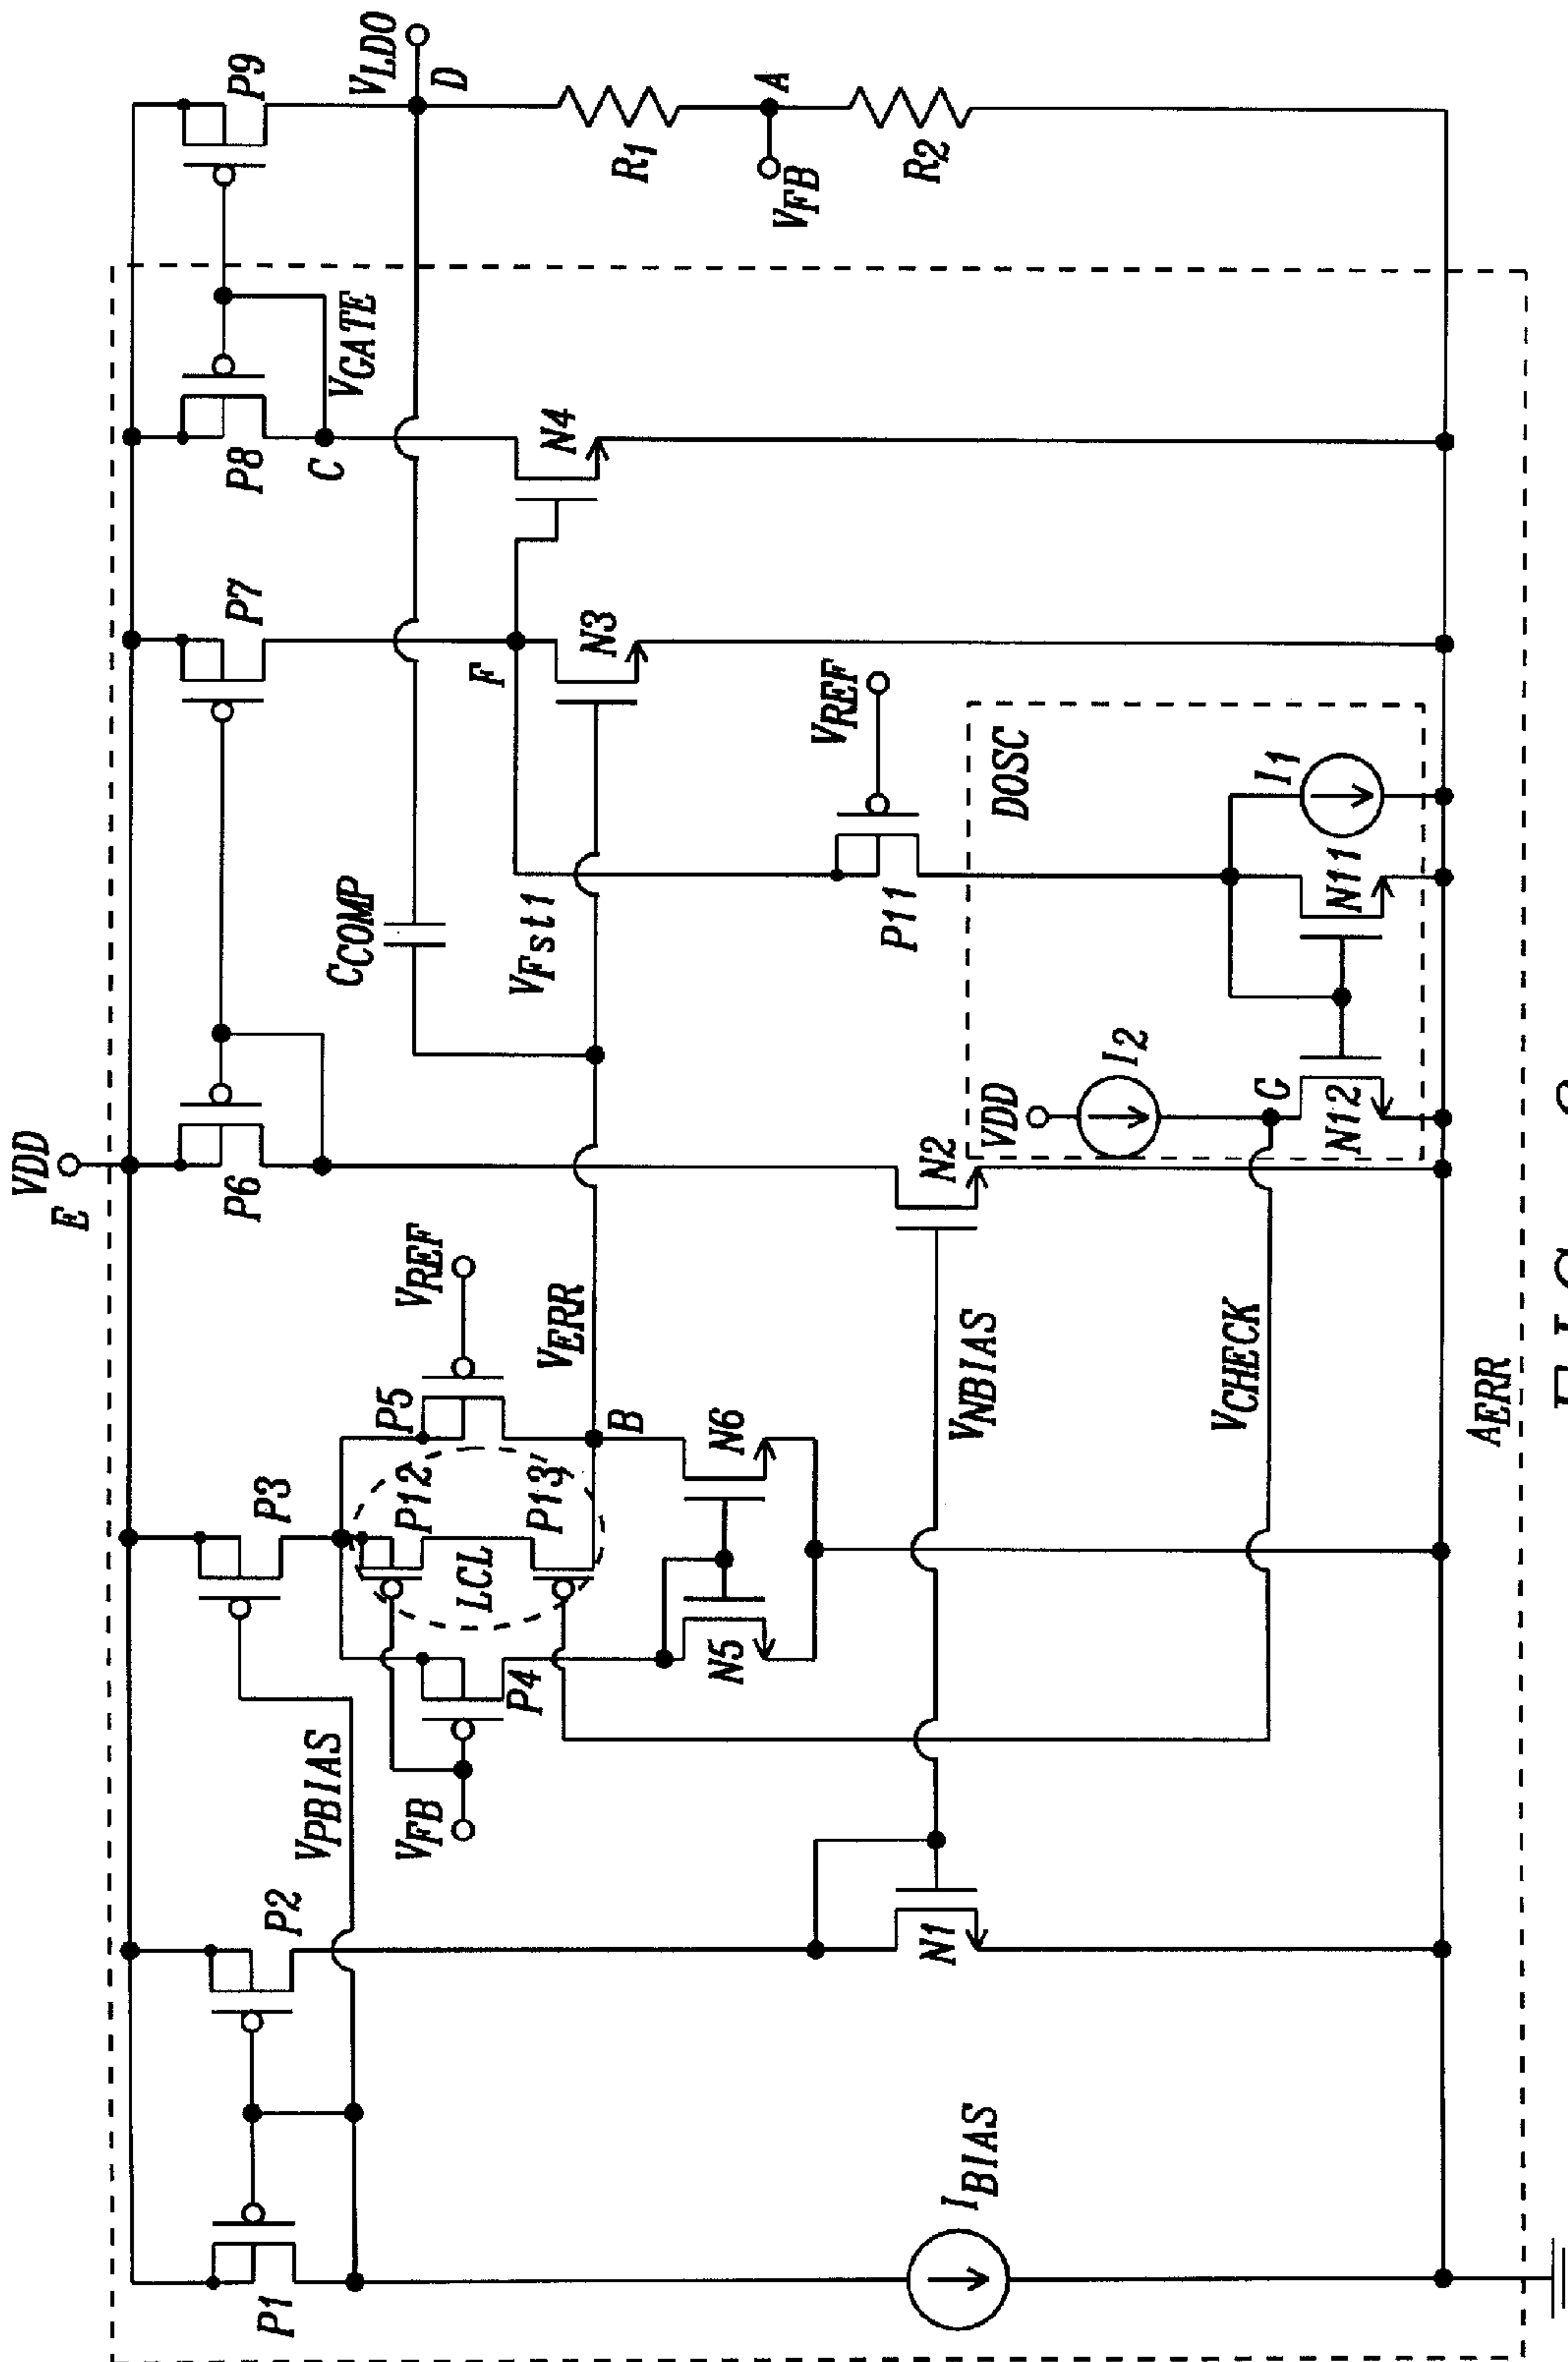 VDD
E
P1
P2
P3
P6
P7
P8
P9
VPBIAS
VFB
P4
P12
P5
VREF
LCL
P13'
VERR
B
N5
N6
CCOMP
VFst1
F
N3
C
VGATE
N4
VLDO
D
R1
A
VFB
R2
IBIAS
N1
VNBIAS
N2
VCHECK
VREF
P11
DOSC
VDD
I2
G
N12
N11
I1
AERR